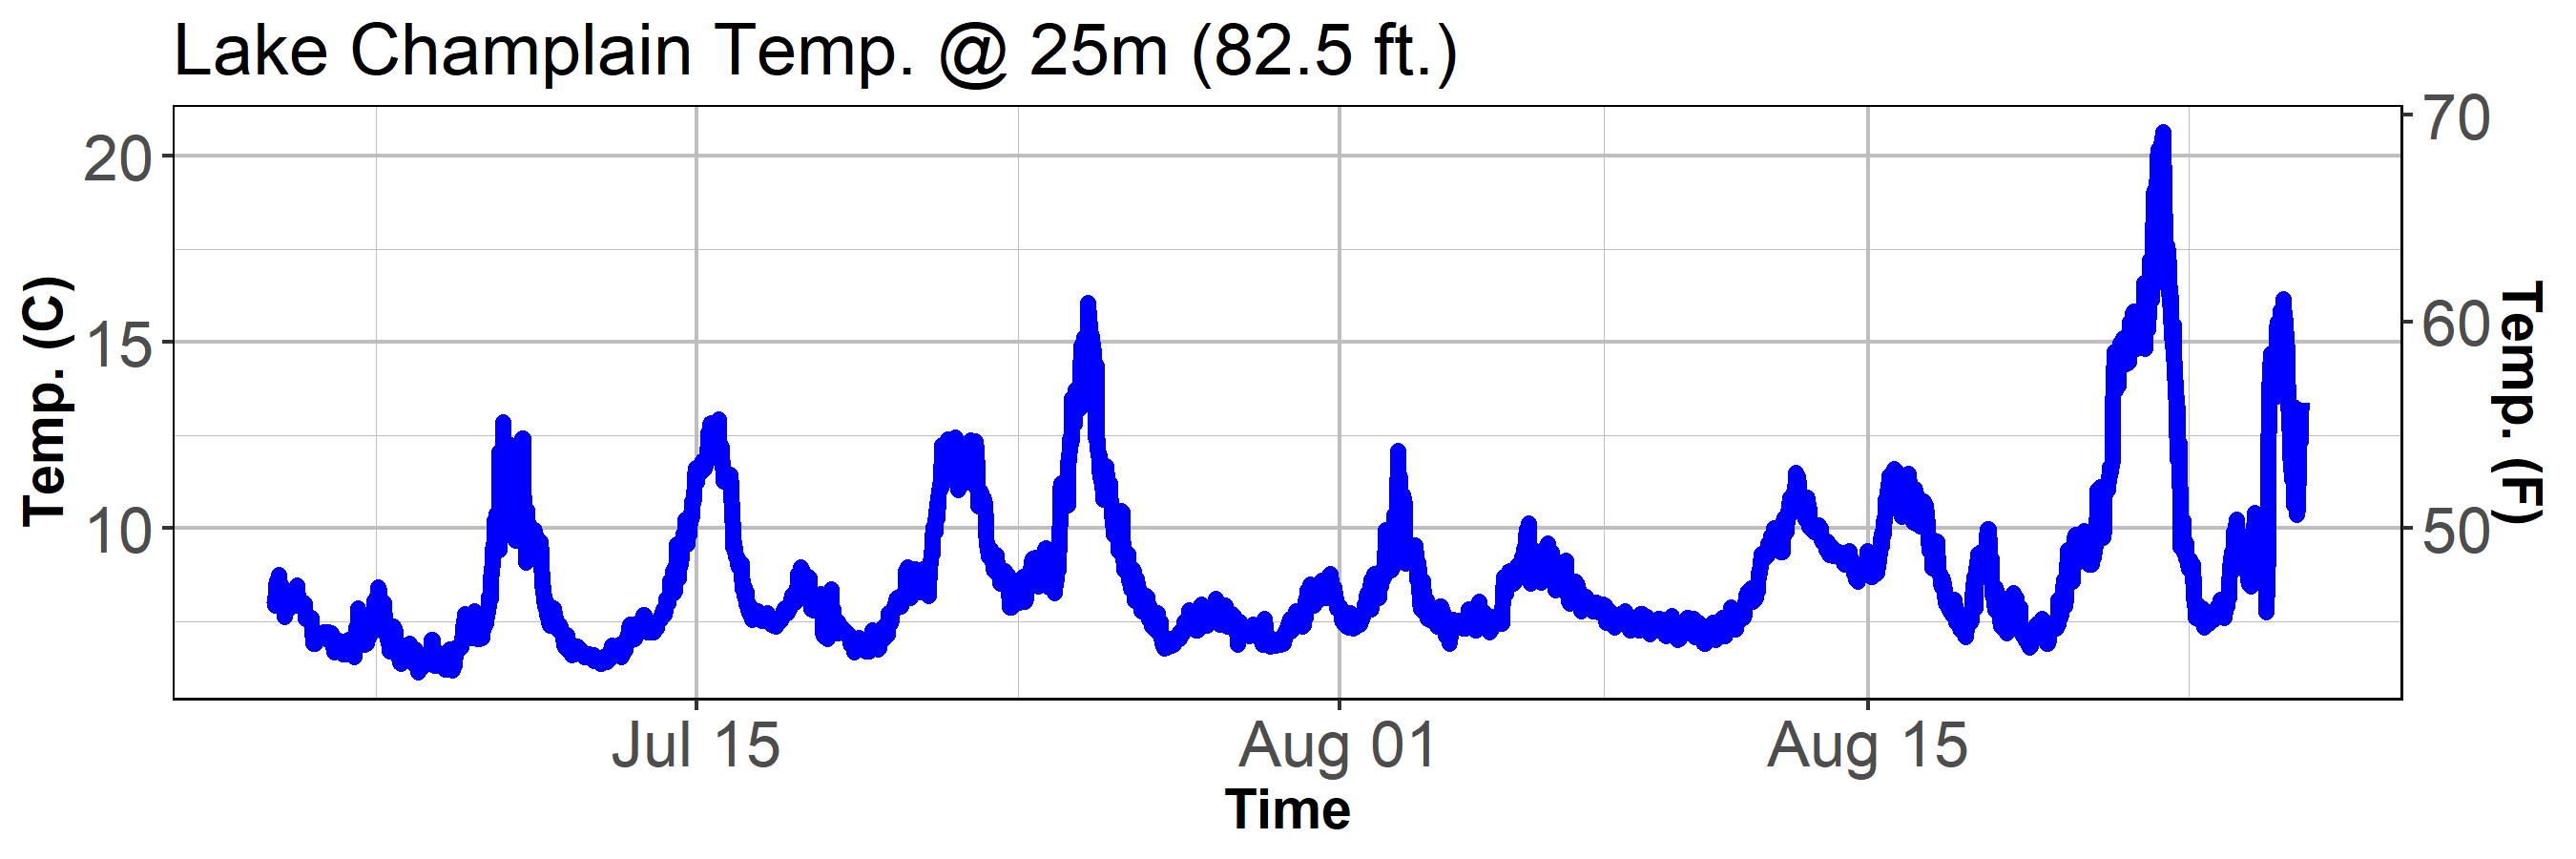 Lake Champlain Temp. @ 25m (82.5 ft.)
Temp. (C)
20
15
10
70
60
50
Temp. (F)
Jul 15
Aug 01
Aug 15
Time